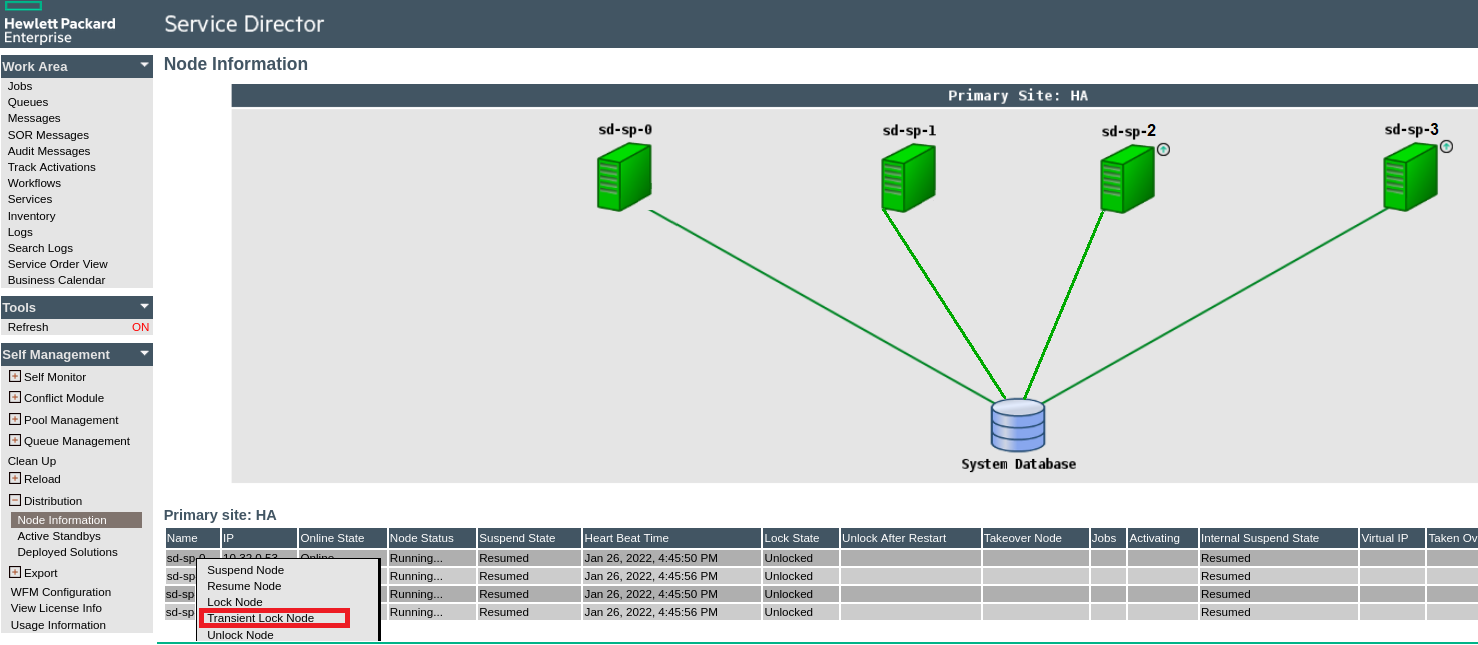 Hewlett Packard
Enterprise
Service Director
Work Area
Jobs
Queues
Messages
SOR Messages
Audit Messages
Track Activations
Workflows
Services
Inventory
Logs
Search Logs
Service Order View
Business Calendar
Tools
Refresh ON
Self Management
Self Monitor
Conflict Module
Pool Management
Queue Management
Clean Up
Reload
Distribution
Node Information
Active Standbys
Deployed Solutions
Export
WFM Configuration
View License Info
Usage Information
Node Information
Primary Site: HA
sd-sp-0 sd-sp-1 sd-sp-2 sd-sp-3
System Database
Primary site: HA
Name IP Online State Node Status Suspend State Heart Beat Time Lock State Unlock After Restart Takeover Node Jobs Activating Internal Suspend State Virtual IP Taken Ov
sd-sp-0 10.32.0.53 Online Running... Resumed Jan 26, 2022, 4:45:50 PM Unlocked Resumed
sd-sp Running... Resumed Jan 26, 2022, 4:45:56 PM Unlocked Resumed
sd-sp Running... Resumed Jan 26, 2022, 4:45:50 PM Unlocked Resumed
sd-sp Running... Resumed Jan 26, 2022, 4:45:56 PM Unlocked Resumed
Suspend Node
Resume Node
Lock Node
Transient Lock Node
Unlock Node